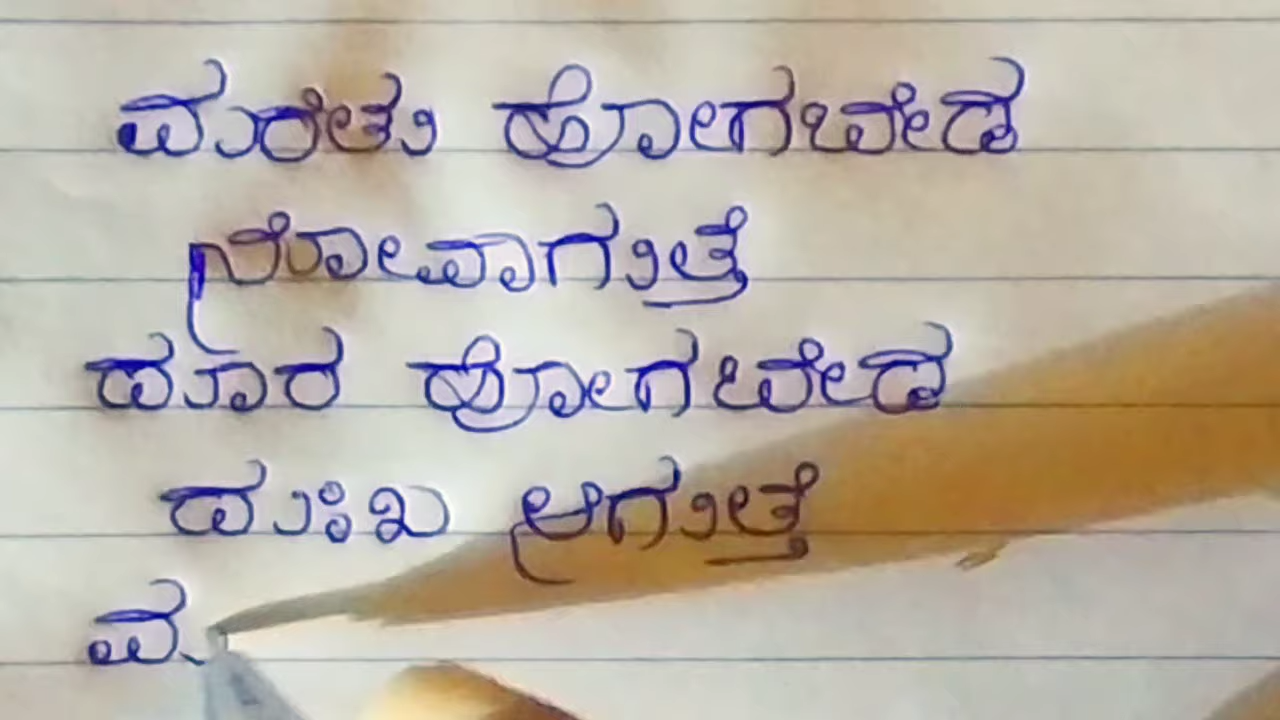 ಮರೆತು ಹೋಗಬೇಡ
ನೋವಾಗುತ್ತೆ
ದೂರ ಹೋಗಬೇಡ
ದುಃಖ ಆಗುತ್ತೆ
ಮ